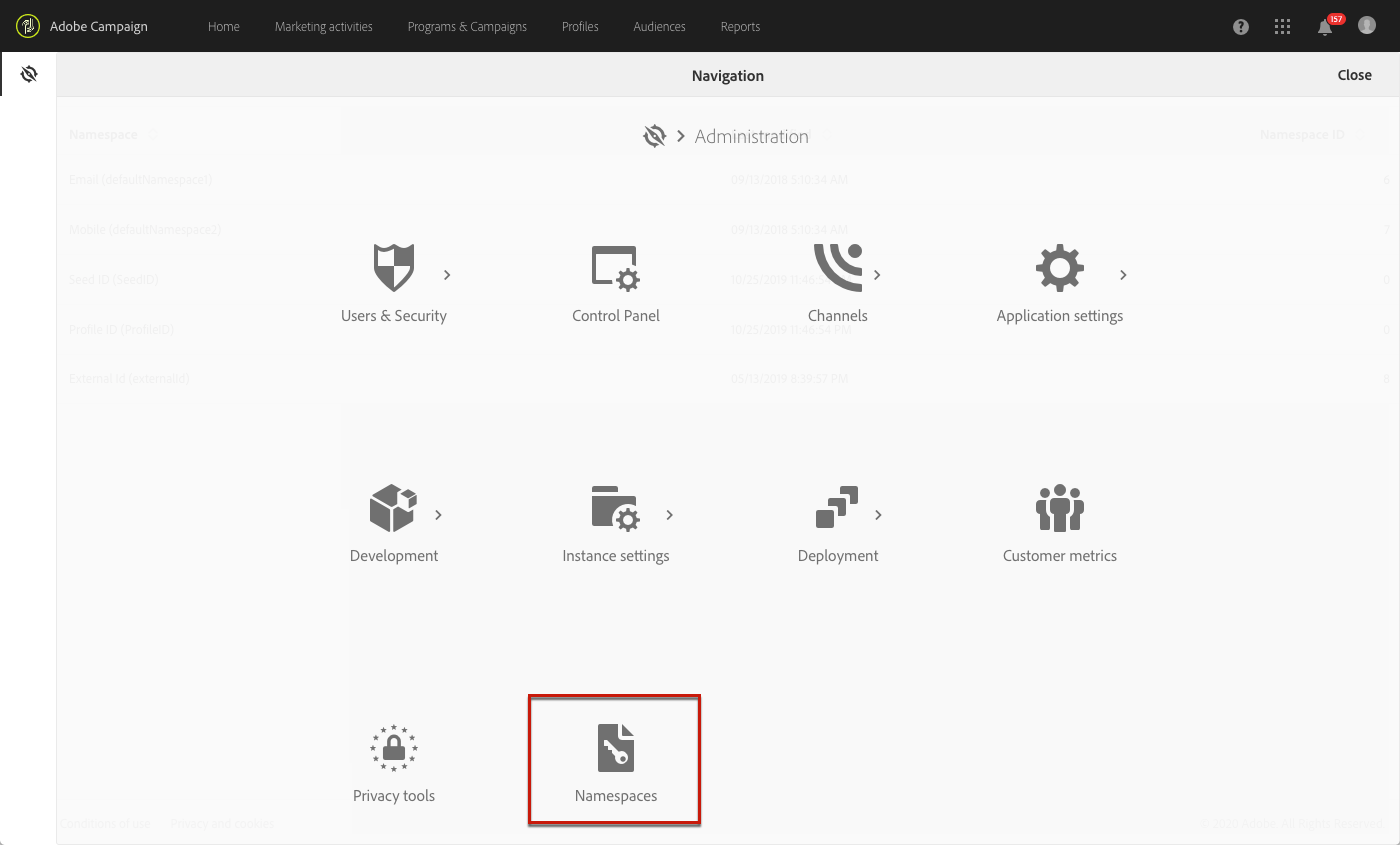 Adobe Campaign Home Marketing activities Programs & Campaigns Profiles Audiences Reports 157
Navigation Close
Namespace Namespace ID
Administration
Email (defaultNamespace1) 09/13/2018 5:10:34 AM 6
Mobile (defaultNamespace2) 09/13/2018 5:10:34 AM 7
Seed ID (SeedID) 10/25/2019 11:46:54 0
Users & Security Control Panel Channels Application settings
Profile ID (ProfileID) 10/25/2019 11:46:54 PM 0
External id (externalId) 05/13/2019 8:39:57 PM 8
Development Instance settings Deployment Customer metrics
Privacy tools Namespaces
Conditions of use Privacy and cookies © 2020 Adobe. All Rights Reserved.